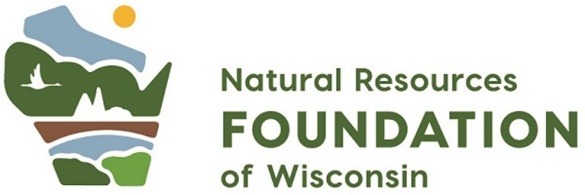 Natural Resources
FOUNDATION
of Wisconsin